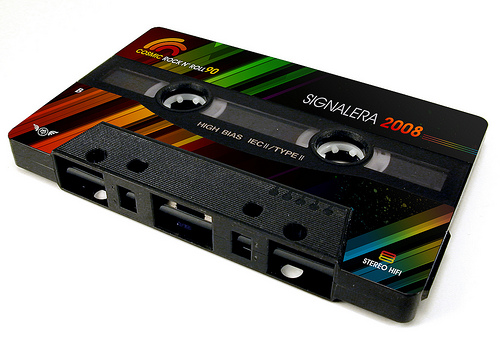 COSMIC ROCK N' ROLL 90
SIGNALERA 2008
B
HIGH BIAS IEC II / TYPE II
STEREO HIFI